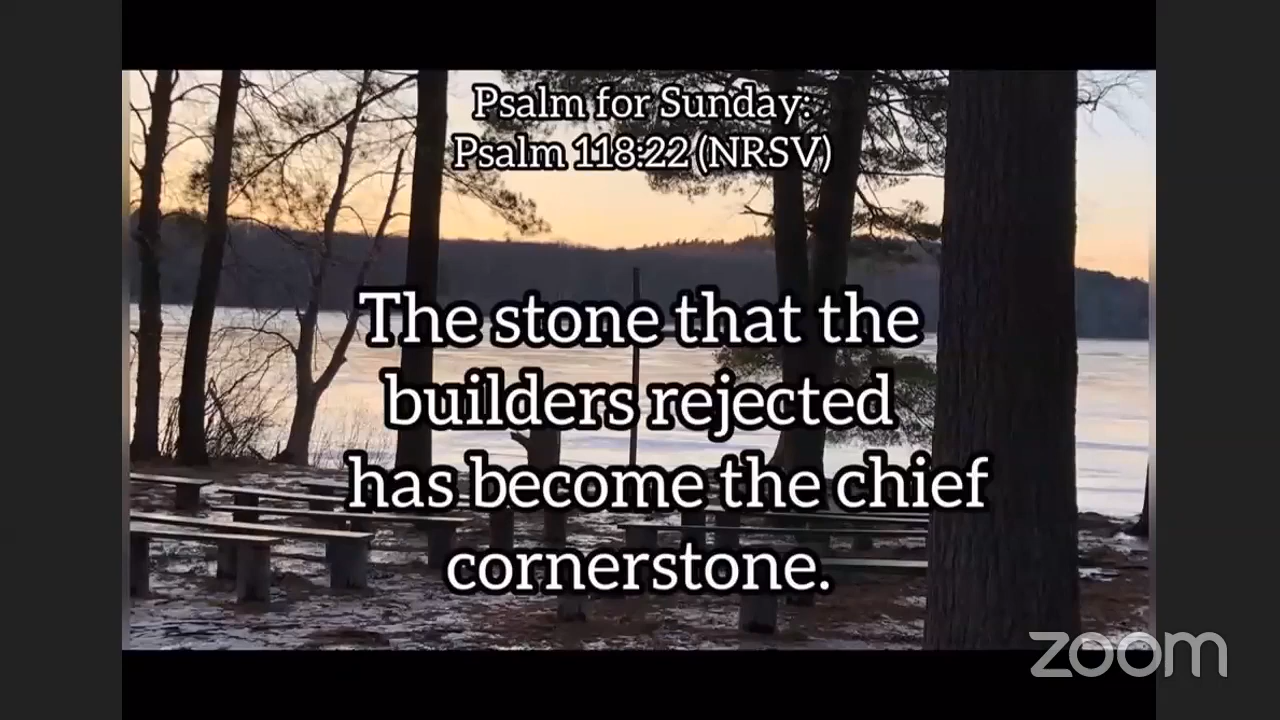 Psalm for Sunday:
Psalm 118:22 (NRSV)
The stone that the
builders rejected
has become the chief
cornerstone.
zoom